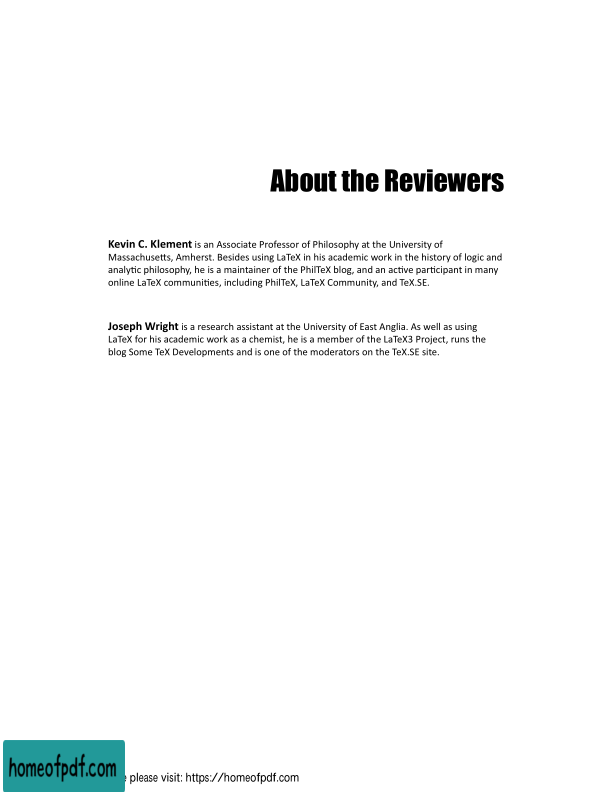 About the Reviewers
Kevin C. Klement is an Associate Professor of Philosophy at the University of
Massachusetts, Amherst. Besides using LaTeX in his academic work in the history of logic and
analytic philosophy, he is a maintainer of the PhilTeX blog, and an active participant in many
online LaTeX communities, including PhilTeX, LaTeX Community, and TeX.SE.
Joseph Wright is a research assistant at the University of East Anglia. As well as using
LaTeX for his academic work as a chemist, he is a member of the LaTeX3 Project, runs the
blog Some TeX Developments and is one of the moderators on the TeX.SE site.
homeofpdf.com
please visit: https://homeofpdf.com